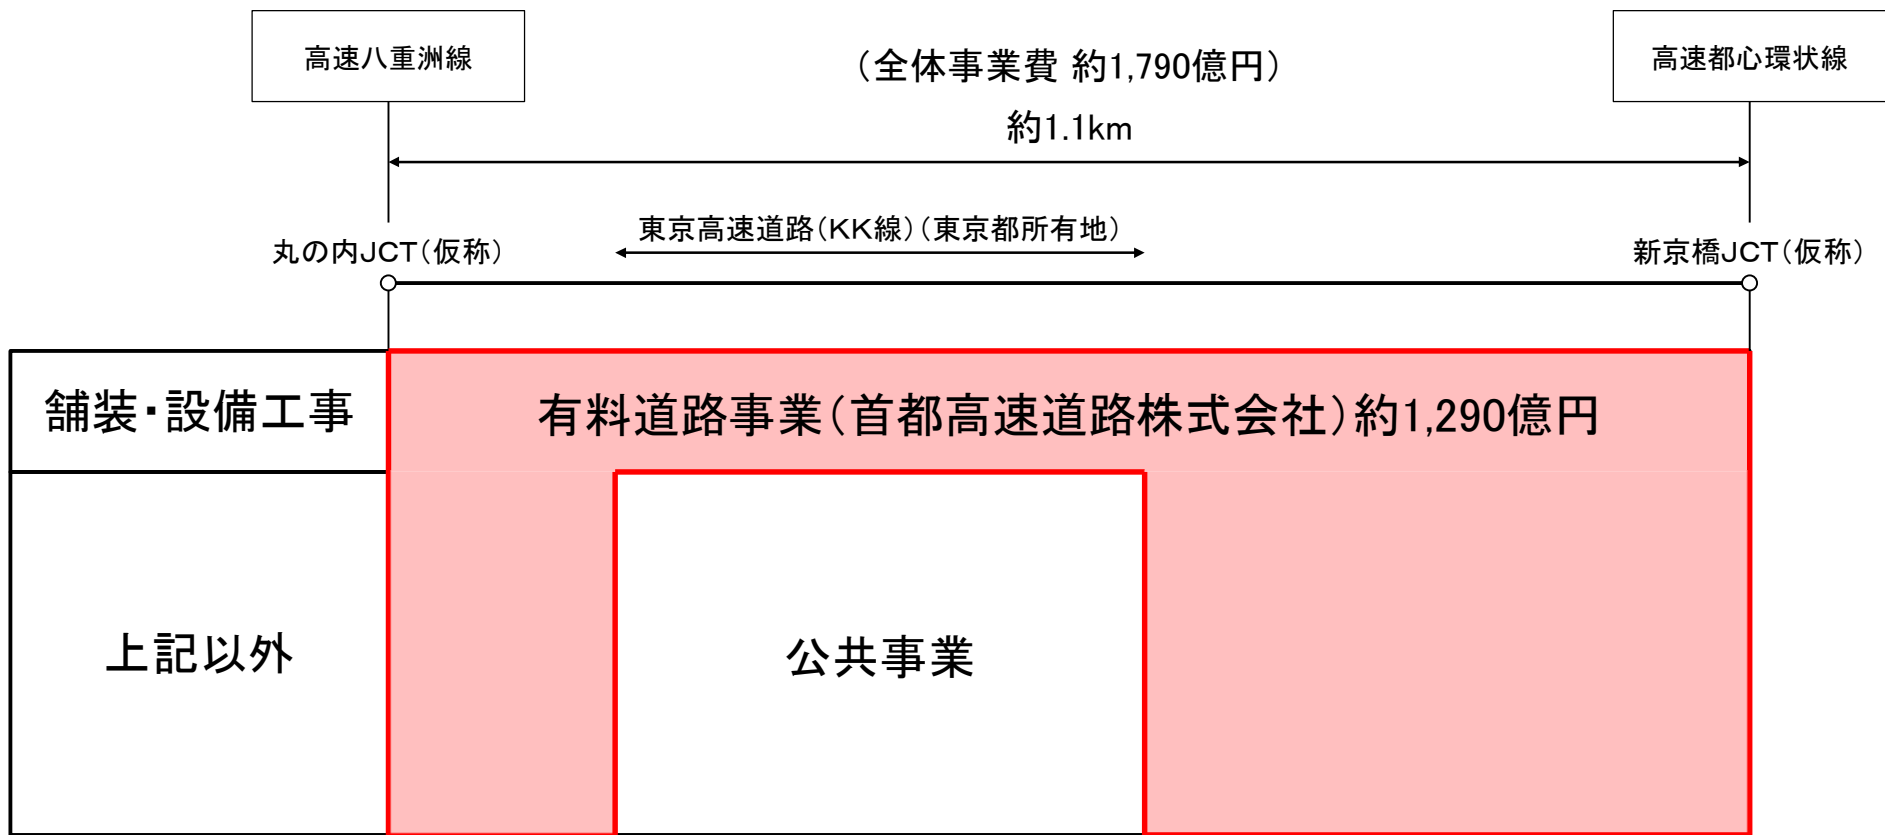 高速八重洲線
(全体事業費 約1,790億円)
高速都心環状線
約1.1km
東京高速道路(KK線)(東京都所有地)
丸の内JCT(仮称)
新京橋JCT(仮称)
舗装・設備工事
有料道路事業(首都高速道路株式会社)約1,290億円
上記以外
公共事業